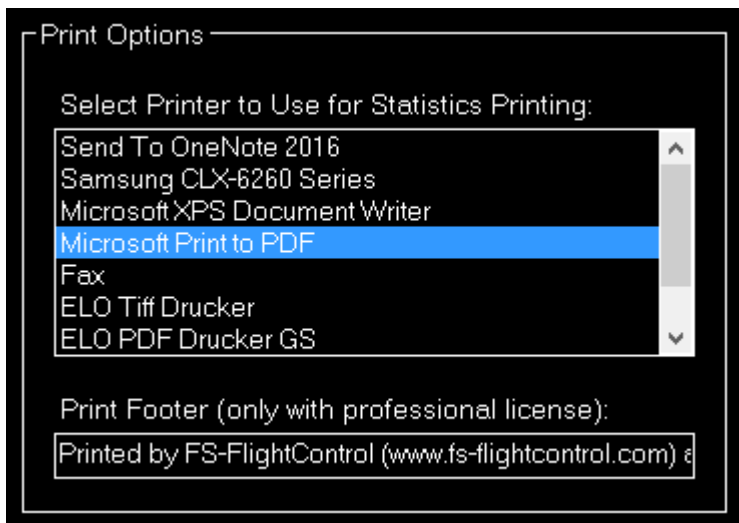 Print Options
Select Printer to Use for Statistics Printing:
Send To OneNote 2016
Samsung CLX-6260 Series
Microsoft XPS Document Writer
Microsoft Print to PDF
Fax
ELO Tiff Drucker
ELO PDF Drucker GS
Print Footer (only with professional license):
Printed by FS-FlightControl (www.fs-flightcontrol.com)